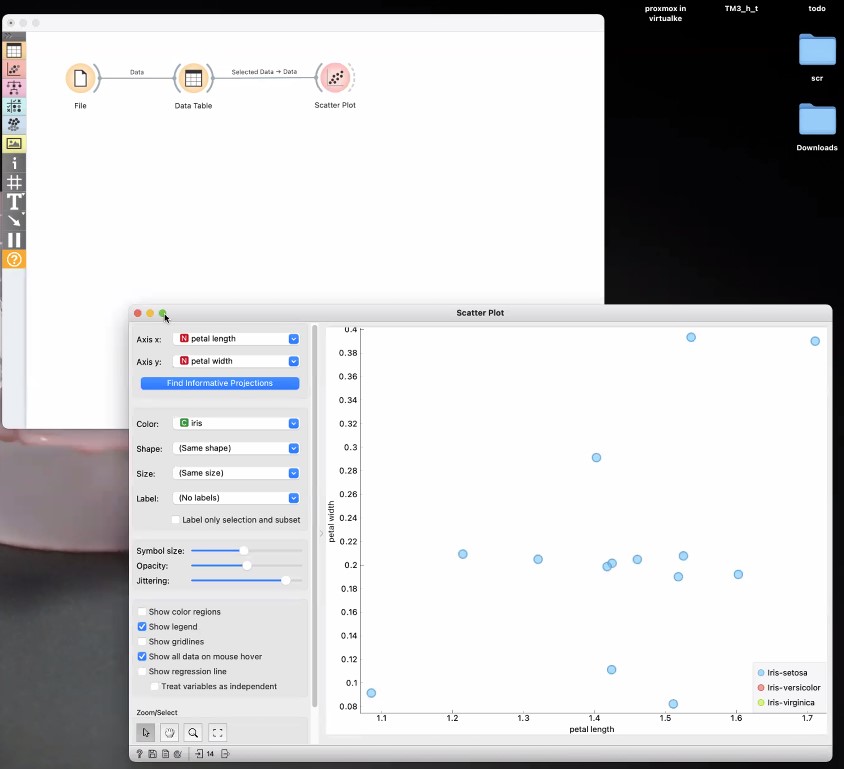 proxmox in
virtualke
TM3_h_t
todo
scr
Downloads
Data
Selected Data → Data
File
Data Table
Scatter Plot
Scatter Plot
Axis x:
N petal length
Axis y:
N petal width
Find Informative Projections
Color:
C iris
Shape:
(Same shape)
Size:
(Same size)
Label:
(No labels)
Label only selection and subset
Symbol size:
Opacity:
Jittering:
Show color regions
Show legend
Show gridlines
Show all data on mouse hover
Show regression line
Treat variables as independent
Zoom/Select
14
petal width
0.4
0.38
0.36
0.34
0.32
0.3
0.28
0.26
0.24
0.22
0.2
0.18
0.16
0.14
0.12
0.1
0.08
1.1 1.2 1.3 1.4 1.5 1.6 1.7
petal length
Iris-setosa
Iris-versicolor
Iris-virginica